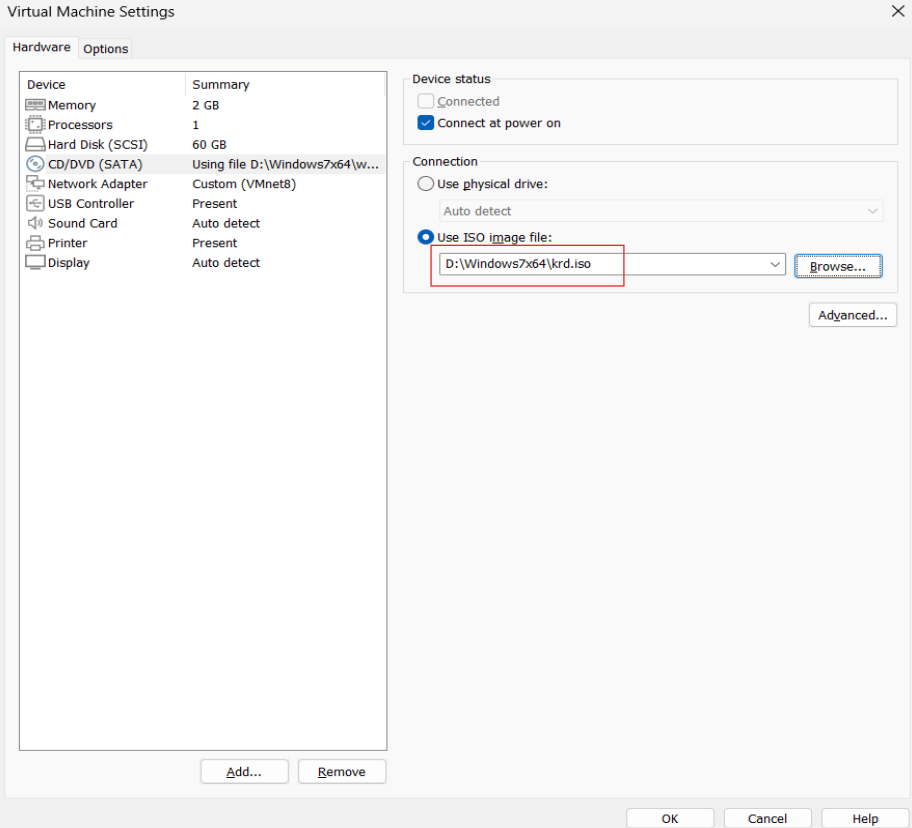 Virtual Machine Settings
Hardware Options
Device Summary
Memory 2 GB
Processors 1
Hard Disk (SCSI) 60 GB
CD/DVD (SATA) Using file D:\Windows7x64\w...
Network Adapter Custom (VMnet8)
USB Controller Present
Sound Card Auto detect
Printer Present
Display Auto detect
Add... Remove
Device status
Connected
Connect at power on
Connection
Use physical drive:
Auto detect
Use ISO image file:
D:\Windows7x64\krd.iso Browse...
Advanced...
OK Cancel Help